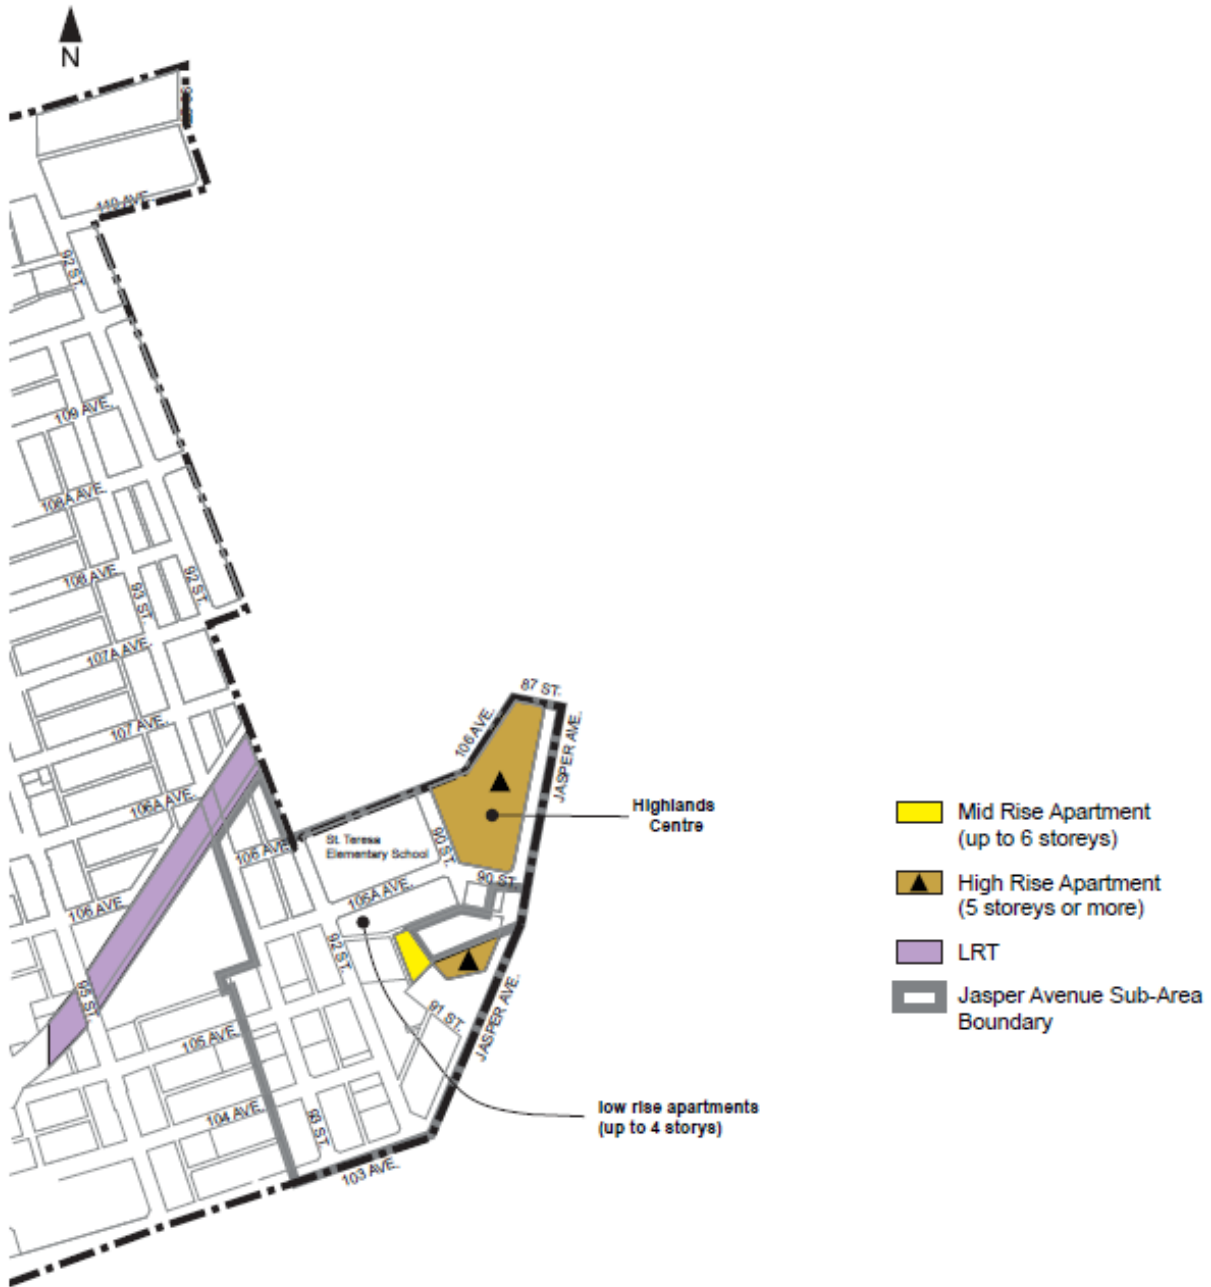 N
110 AVE.
92 ST.
109 AVE.
108A AVE.
108 AVE.
93 ST.
92 ST.
107A AVE.
107 AVE.
87 ST.
106 AVE.
JASPER AVE.
106A AVE.
106 AVE.
St. Teresa
Elementary School
90 ST.
90 ST.
Highlands
Centre
106 AVE.
105A AVE.
92 ST.
95 ST.
91 ST.
JASPER AVE.
105 AVE.
104 AVE.
93 ST.
103 AVE.
low rise apartments
(up to 4 storys)
Mid Rise Apartment
(up to 6 storeys)
High Rise Apartment
(5 storeys or more)
LRT
Jasper Avenue Sub-Area
Boundary